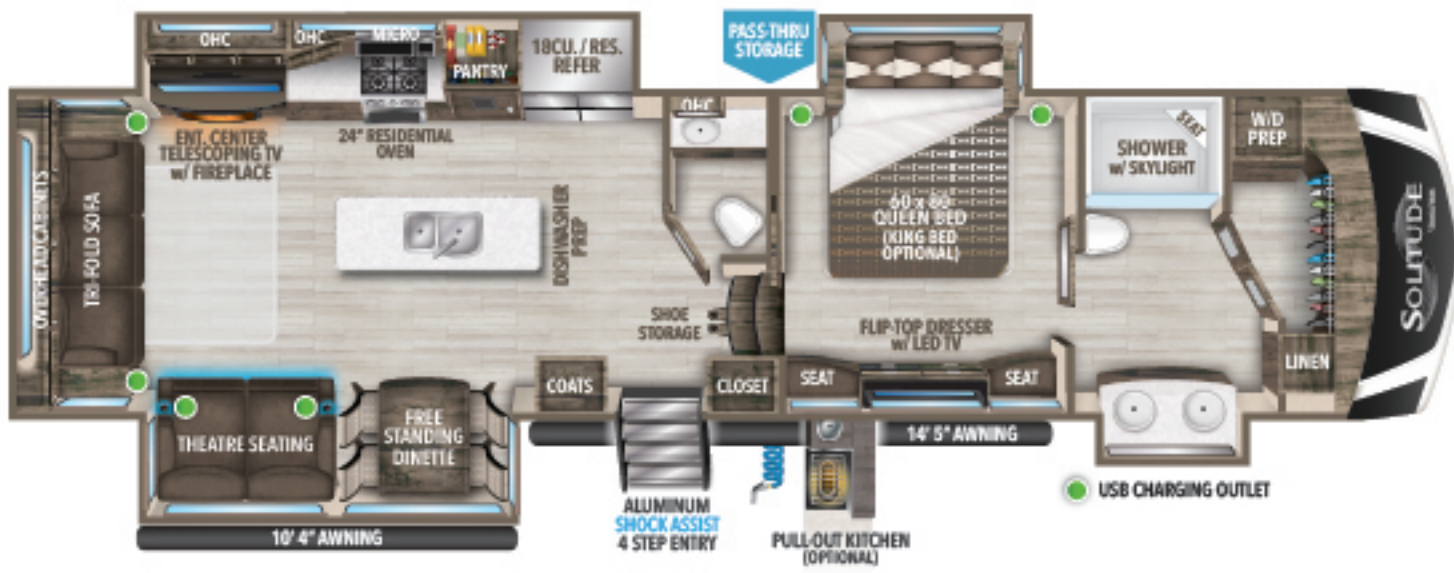 OHC
OHC
MICRO
PANTRY
18CU. / RES.
REFER
PASS-THRU
STORAGE
ENT. CENTER
TELESCOPING TV
w/ FIREPLACE
24" RESIDENTIAL
OVEN
OHC
OVERHEAD CABINETS
TRI-FOLD SOFA
DISHWASHER
PREP
SHOE
STORAGE
60 x 80
QUEEN BED
(KING BED
OPTIONAL)
SEAT
SHOWER
w/ SKYLIGHT
W/D
PREP
SOLITUDE
FLIP-TOP DRESSER
w/ LED TV
LINEN
COATS
CLOSET
SEAT
SEAT
THEATRE SEATING
FREE
STANDING
DINETTE
14' 5" AWNING
10' 4" AWNING
ALUMINUM
SHOCK ASSIST
4 STEP ENTRY
PULL-OUT KITCHEN
(OPTIONAL)
USB CHARGING OUTLET